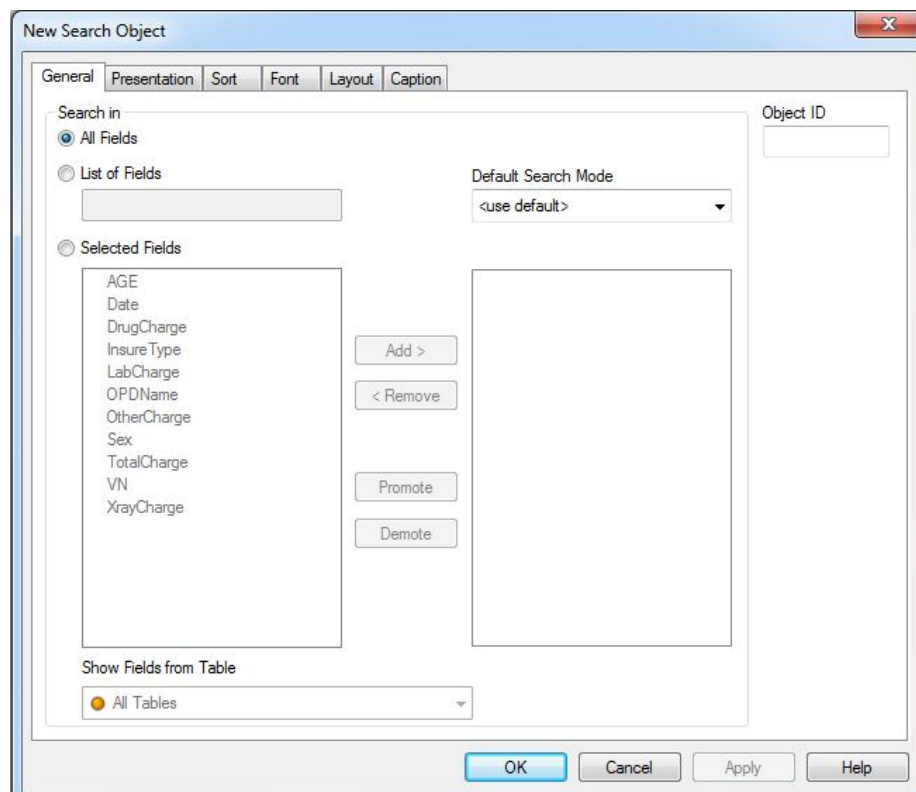 New Search Object
General Presentation Sort Font Layout Caption
Search in
Object ID
All Fields
List of Fields
Default Search Mode
<use default>
Selected Fields
AGE
Date
DrugCharge
InsureType
LabCharge
OPDName
OtherCharge
Sex
TotalCharge
VN
XrayCharge
Add >
< Remove
Promote
Demote
Show Fields from Table
All Tables
OK Cancel Apply Help